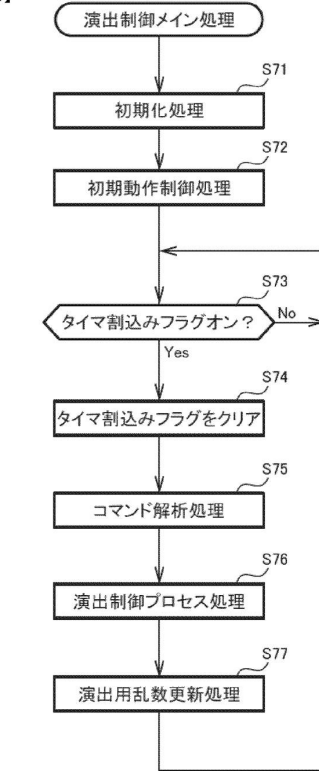 演出制御メイン処理
S71
初期化処理
S72
初期動作制御処理
S73
タイマ割込みフラグオン?
No
Yes
S74
タイマ割込みフラグをクリア
S75
コマンド解析処理
S76
演出制御プロセス処理
S77
演出用乱数更新処理